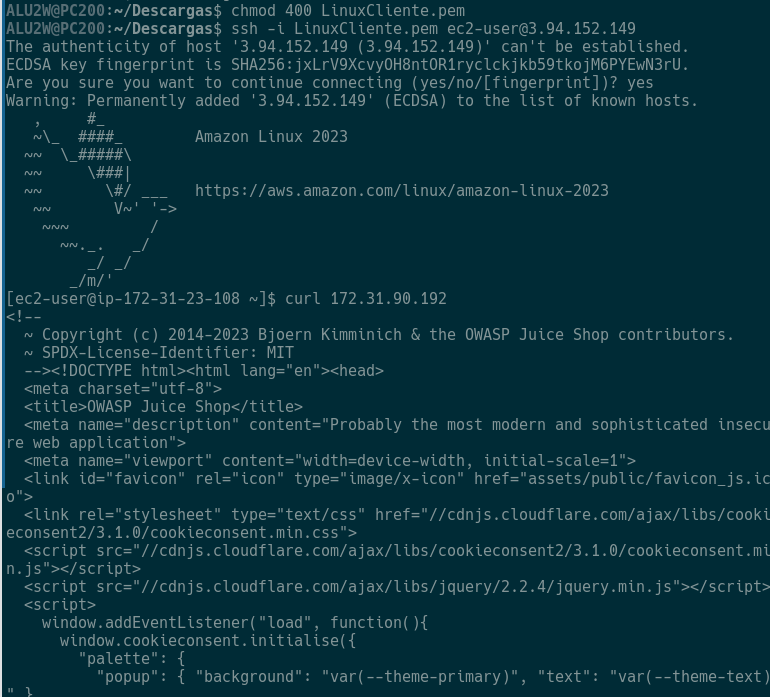 ALU2W@PC200:~/Descargas$ chmod 400 LinuxCliente.pem
ALU2W@PC200:~/Descargas$ ssh -i LinuxCliente.pem ec2-user@3.94.152.149
The authenticity of host '3.94.152.149 (3.94.152.149)' can't be established.
ECDSA key fingerprint is SHA256:jxLrV9XcvyOH8ntOR1ryclckjkb59tkojM6PYEwN3rU.
Are you sure you want to continue connecting (yes/no/[fingerprint])? yes
Warning: Permanently added '3.94.152.149' (ECDSA) to the list of known hosts.
   ,     #_
   ~\_  ####_        Amazon Linux 2023
  ~~  \_#####\
  ~~     \###|
  ~~       \#/ ___   https://aws.amazon.com/linux/amazon-linux-2023
   ~~       V~' '->
    ~~~         /
      ~~._.   _/
         _/ _/
       _/m/'
[ec2-user@ip-172-31-23-108 ~]$ curl 172.31.90.192
<!--
  ~ Copyright (c) 2014-2023 Bjoern Kimminich & the OWASP Juice Shop contributors.
  ~ SPDX-License-Identifier: MIT
  --><!DOCTYPE html><html lang="en"><head>
  <meta charset="utf-8">
  <title>OWASP Juice Shop</title>
  <meta name="description" content="Probably the most modern and sophisticated insecu
re web application">
  <meta name="viewport" content="width=device-width, initial-scale=1">
  <link id="favicon" rel="icon" type="image/x-icon" href="assets/public/favicon_js.ic
o">
  <link rel="stylesheet" type="text/css" href="//cdnjs.cloudflare.com/ajax/libs/cooki
econsent2/3.1.0/cookieconsent.min.css">
  <script src="//cdnjs.cloudflare.com/ajax/libs/cookieconsent2/3.1.0/cookieconsent.mi
n.js"></script>
  <script src="//cdnjs.cloudflare.com/ajax/libs/jquery/2.2.4/jquery.min.js"></script>
  <script>
    window.addEventListener("load", function(){
      window.cookieconsent.initialise({
        "palette": {
          "popup": { "background": "var(--theme-primary)", "text": "var(--theme-text)
" }